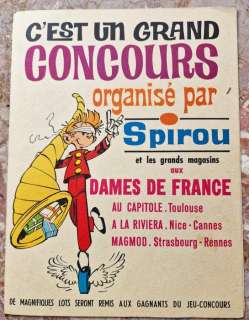 C'EST UN GRAND
CONCOURS
organisé par
Spirou
et les grands magasins
aux
DAMES DE FRANCE
AU CAPITOLE. Toulouse
A LA RIVIERA. Nice - Cannes
MAGMOD. Strasbourg - Rennes
DE MAGNIFIQUES LOTS SERONT REMIS AUX GAGNANTS DU JEU-CONCOURS